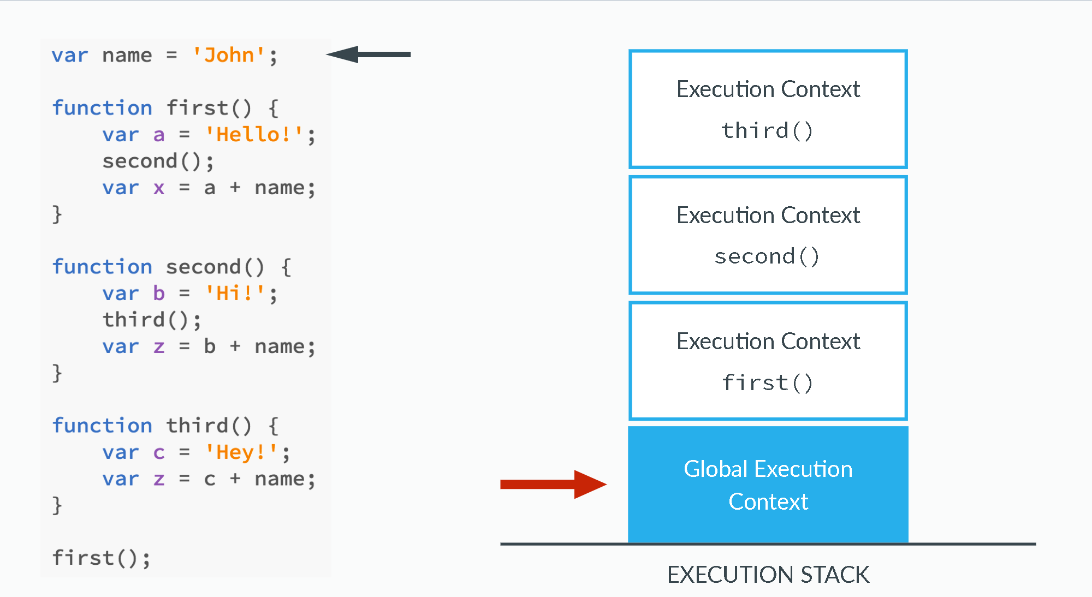 var name = 'John';
function first() {
var a = 'Hello!';
second();
var x = a + name;
}
function second() {
var b = 'Hi!';
third();
var z = b + name;
}
function third() {
var c = 'Hey!';
var z = c + name;
}
first();
Execution Context
third()
Execution Context
second()
Execution Context
first()
Global Execution
Context
EXECUTION STACK